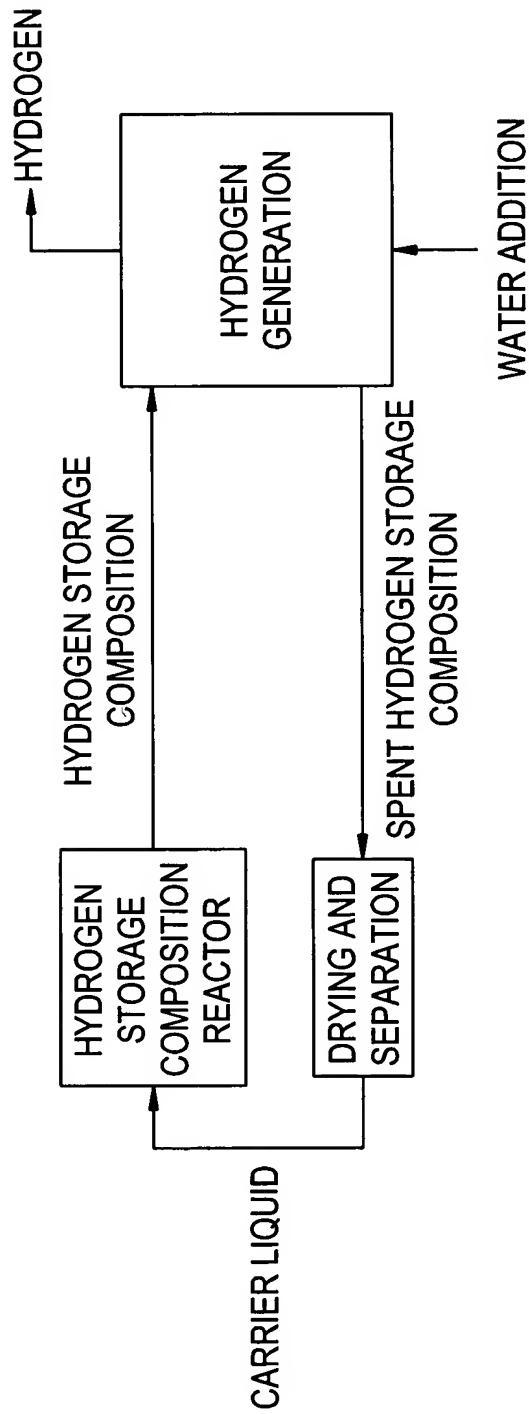 HYDROGEN
HYDROGEN
GENERATION
WATER ADDITION
HYDROGEN STORAGE
COMPOSITION
SPENT HYDROGEN STORAGE
COMPOSITION
HYDROGEN
STORAGE
COMPOSITION
REACTOR
DRYING AND
SEPARATION
CARRIER LIQUID